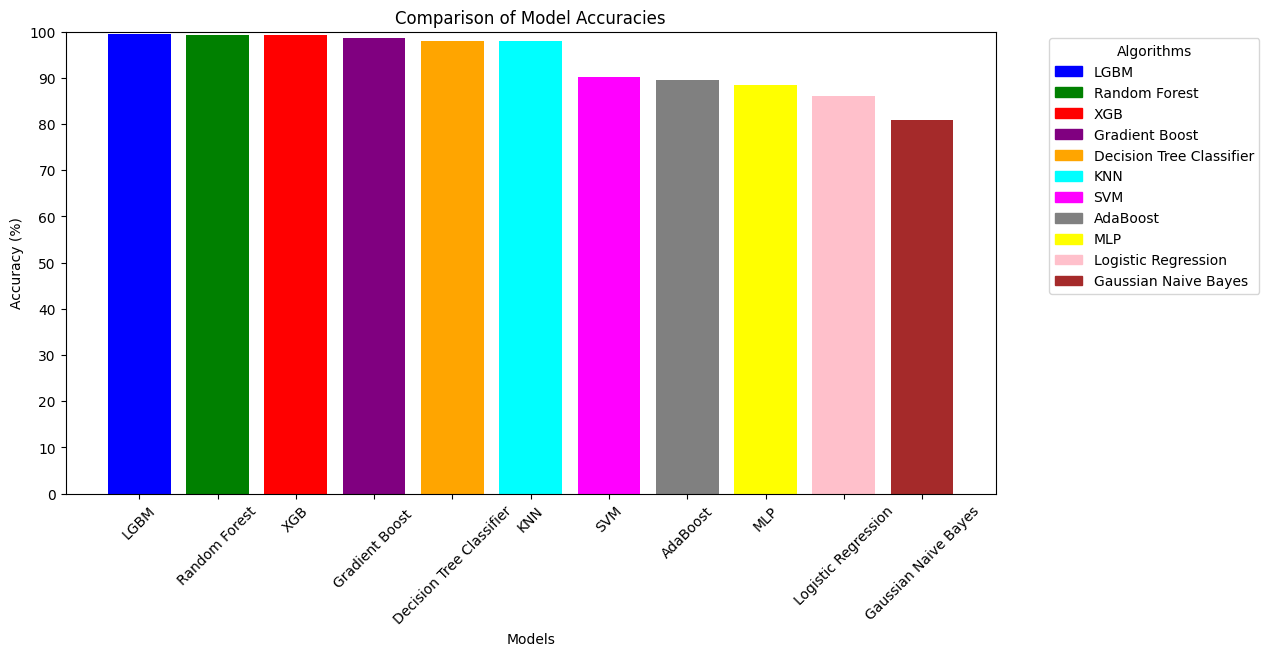 Comparison of Model Accuracies
Accuracy (%)
100
90
80
70
60
50
40
30
20
10
0
LGBM
Random Forest
XGB
Gradient Boost
Decision Tree Classifier
KNN
SVM
AdaBoost
MLP
Logistic Regression
Gaussian Naive Bayes
Models
Algorithms
LGBM
Random Forest
XGB
Gradient Boost
Decision Tree Classifier
KNN
SVM
AdaBoost
MLP
Logistic Regression
Gaussian Naive Bayes